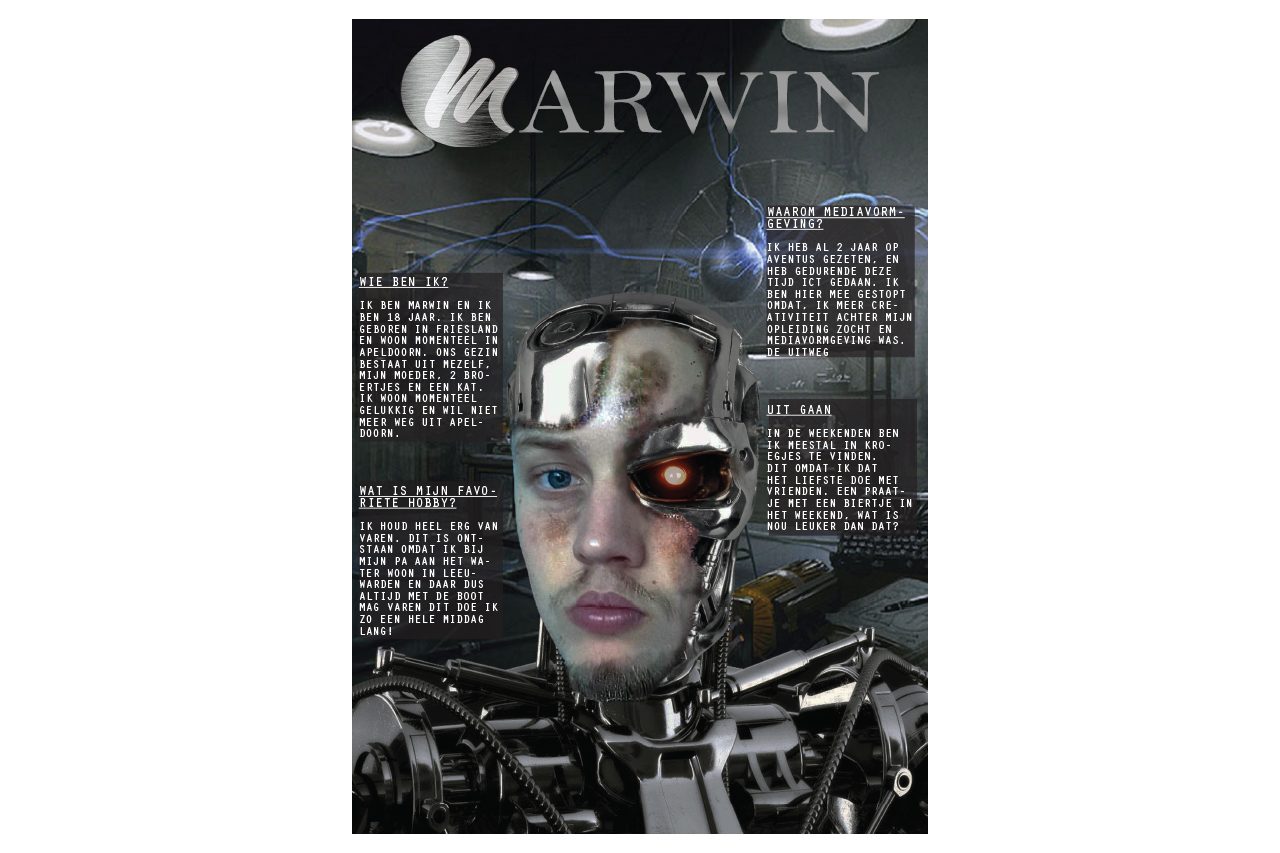 MARWIN
WIE BEN IK?
IK BEN MARWIN EN IK
BEN 18 JAAR. IK BEN
GEBOREN IN FRIESLAND
EN WOON MOMENTEEL IN
APELDOORN. ONS GEZIN
BESTAAT UIT MEZELF,
MIJN MOEDER, 2 BRO-
ERTJES EN EEN KAT.
IK WOON MOMENTEEL
GELUKKIG EN WIL NIET
MEER WEG UIT APEL-
DOORN.
WAT IS MIJN FAVO-
RIETE HOBBY?
IK HOUD HEEL ERG VAN
VAREN. DIT IS ONT-
STAAN OMDAT IK BIJ
MIJN PA AAN HET WA-
TER WOON IN LEEU-
WARDEN EN DAAR DUS
ALTIJD MET DE BOOT
MAG VAREN DIT DOE IK
ZO EEN HELE MIDDAG
LANG!
WAAROM MEDIAVORM-
GEVING?
IK HEB AL 2 JAAR OP
AVENTUS GEZETEN, EN
HEB GEDURENDE DEZE
TIJD ICT GEDAAN. IK
BEN HIER MEE GESTOPT
OMDAT, IK MEER CRE-
ATIVITEIT ACHTER MIJN
OPLEIDING ZOCHT EN
MEDIAVORMGEVING WAS.
DE UITWEG
UIT GAAN
IN DE WEEKENDEN BEN
IK MEESTAL IN KRO-
EGJES TE VINDEN.
DIT OMDAT IK DAT
HET LIEFSTE DOE MET
VRIENDEN. EEN PRAAT-
JE MET EEN BIERTJE IN
HET WEEKEND, WAT IS
NOU LEUKER DAN DAT?